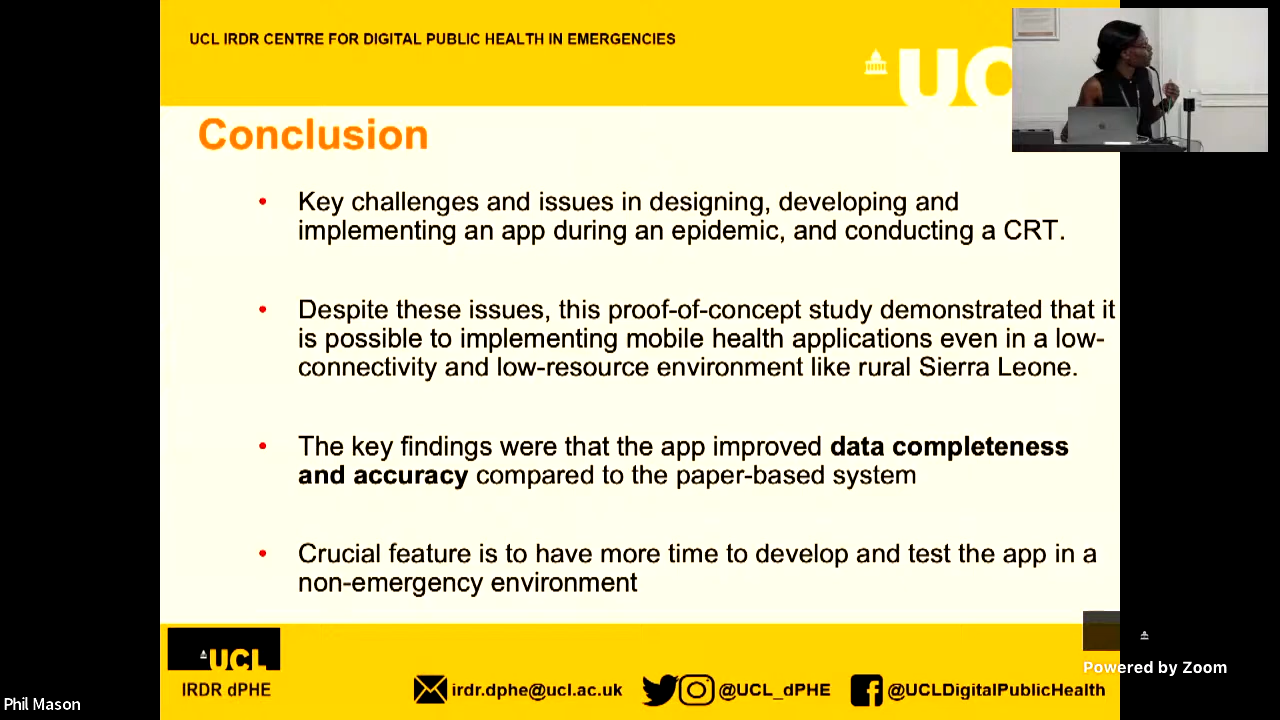 UCL IRDR CENTRE FOR DIGITAL PUBLIC HEALTH IN EMERGENCIES
UC
Conclusion
• Key challenges and issues in designing, developing and
implementing an app during an epidemic, and conducting a CRT.
• Despite these issues, this proof-of-concept study demonstrated that it
is possible to implementing mobile health applications even in a low-
connectivity and low-resource environment like rural Sierra Leone.
• The key findings were that the app improved data completeness
and accuracy compared to the paper-based system
• Crucial feature is to have more time to develop and test the app in a
non-emergency environment
UCL
IRDR dPHE
irdr.dphe@ucl.ac.uk
@UCL_dPHE
@UCLDigitalPublicHealth
Powered by Zoom
Phil Mason